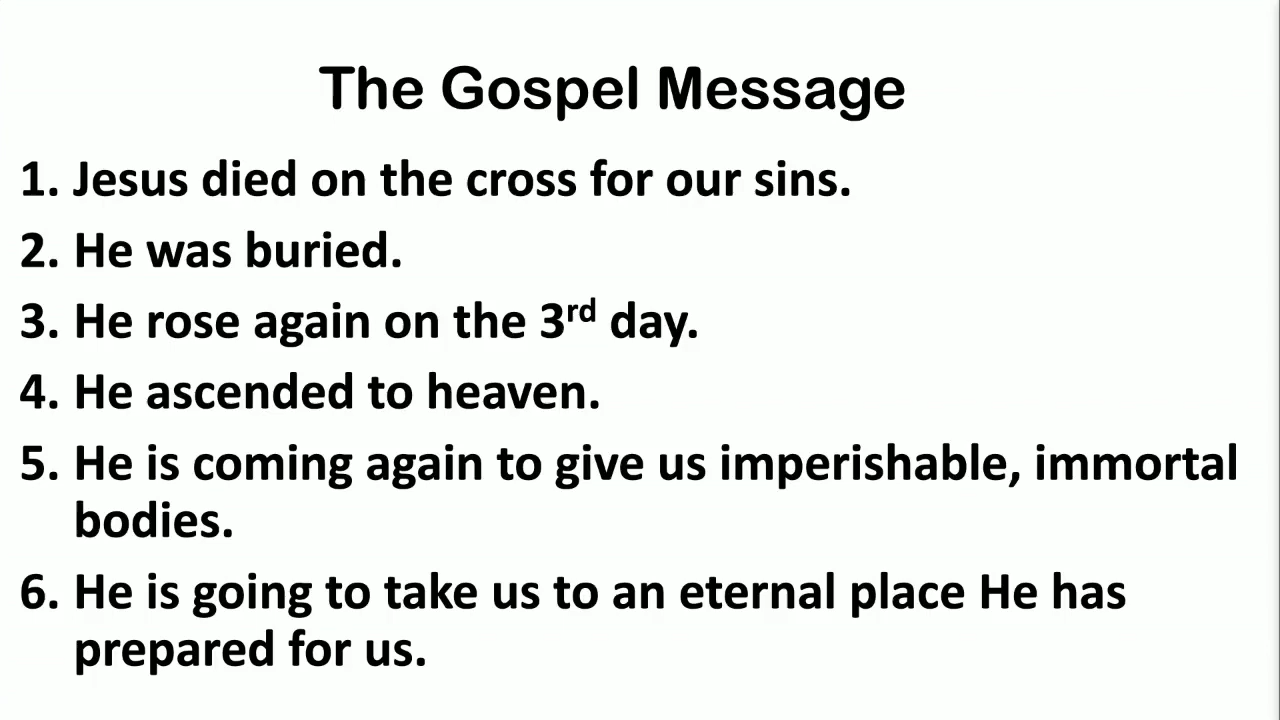 The Gospel Message
1. Jesus died on the cross for our sins.
2. He was buried.
3. He rose again on the 3rd day.
4. He ascended to heaven.
5. He is coming again to give us imperishable, immortal
bodies.
6. He is going to take us to an eternal place He has
prepared for us.